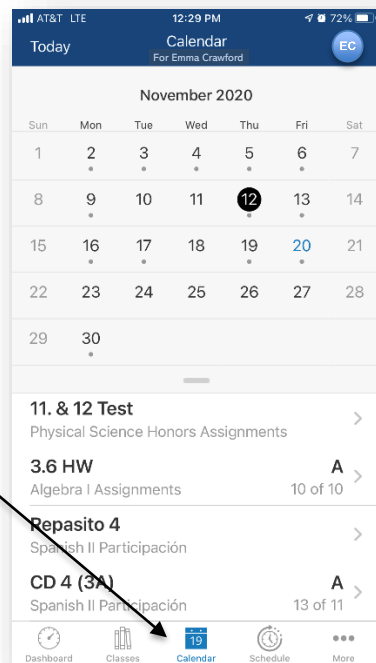 AT&T LTE 12:29 PM 72%
Today Calendar EC
For Emma Crawford
November 2020
Sun Mon Tue Wed Thu Fri Sat
1 2 3 4 5 6 7
8 9 10 11 12 13 14
15 16 17 18 19 20 21
22 23 24 25 26 27 28
29 30
11. & 12 Test
Physical Science Honors Assignments
3.6 HW A
Algebra I Assignments 10 of 10
Repasito 4
Spanish II Participación
CD 4 (3A) A
Spanish II Participación 13 of 11
19
Dashboard Classes Calendar Schedule More